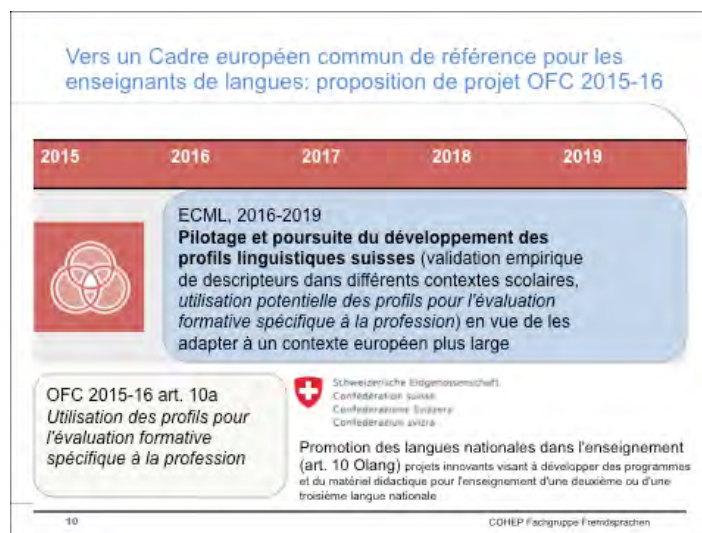 Vers un Cadre européen commun de référence pour les
enseignants de langues: proposition de projet OFC 2015-16
2015 2016 2017 2018 2019
ECML, 2016-2019
Pilotage et poursuite du développement des
profils linguistiques suisses (validation empirique
de descripteurs dans différents contextes scolaires,
utilisation potentielle des profils pour l'évaluation
formative spécifique à la profession) en vue de les
adapter à un contexte européen plus large
OFC 2015-16 art. 10a
Utilisation des profils pour
l'évaluation formative
spécifique à la profession
Schweizerische Eidgenossenschaft
Confédération suisse
Confederazione Svizzera
Confederaziun svizra
Promotion des langues nationales dans l'enseignement
(art. 10 Olang) projets innovants visant à développer des programmes
et du matériel didactique pour l'enseignement d'une deuxième ou d'une
troisième langue nationale
10
COHEP Fachgruppe Fremdsprachen